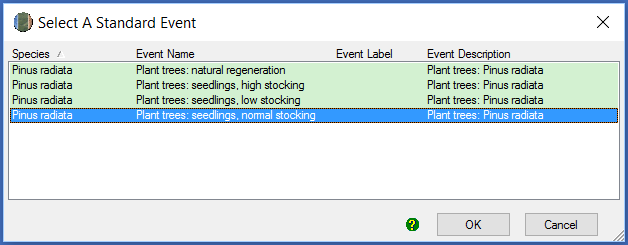 Select A Standard Event
Species Event Name Event Label Event Description
Pinus radiata Plant trees: natural regeneration Plant trees: Pinus radiata
Pinus radiata Plant trees: seedlings, high stocking Plant trees: Pinus radiata
Pinus radiata Plant trees: seedlings, low stocking Plant trees: Pinus radiata
Pinus radiata Plant trees: seedlings, normal stocking Plant trees: Pinus radiata
? OK Cancel